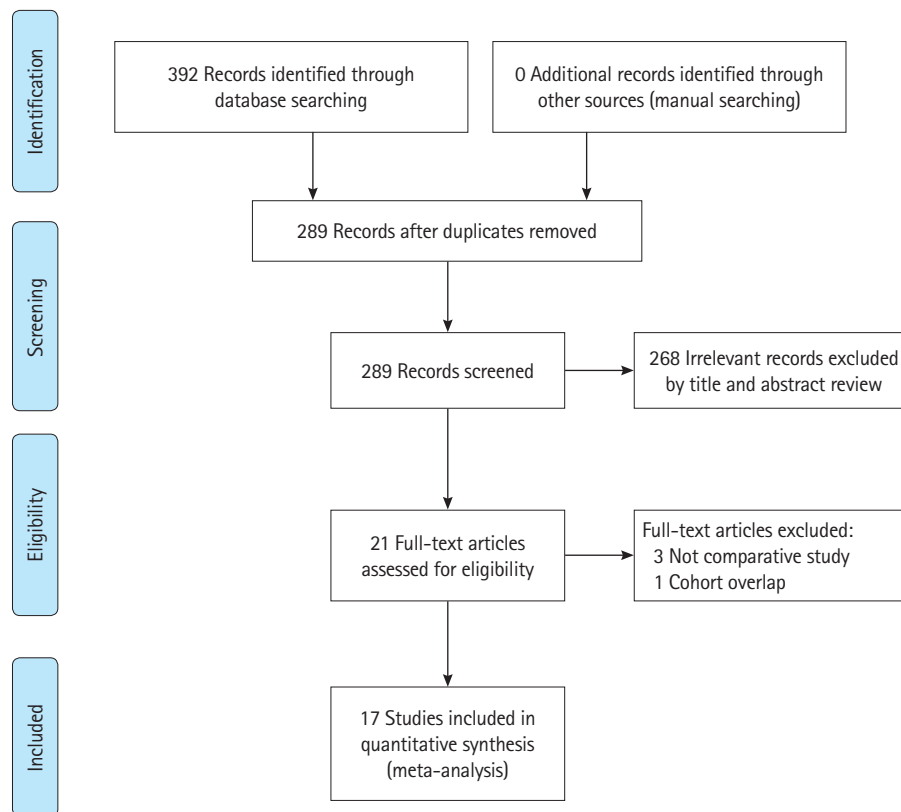 Identification
392 Records identified through
database searching
0 Additional records identified through
other sources (manual searching)
289 Records after duplicates removed
Screening
289 Records screened
268 Irrelevant records excluded
by title and abstract review
Eligibility
21 Full-text articles
assessed for eligibility
Full-text articles excluded:
3 Not comparative study
1 Cohort overlap
Included
17 Studies included in
quantitative synthesis
(meta-analysis)